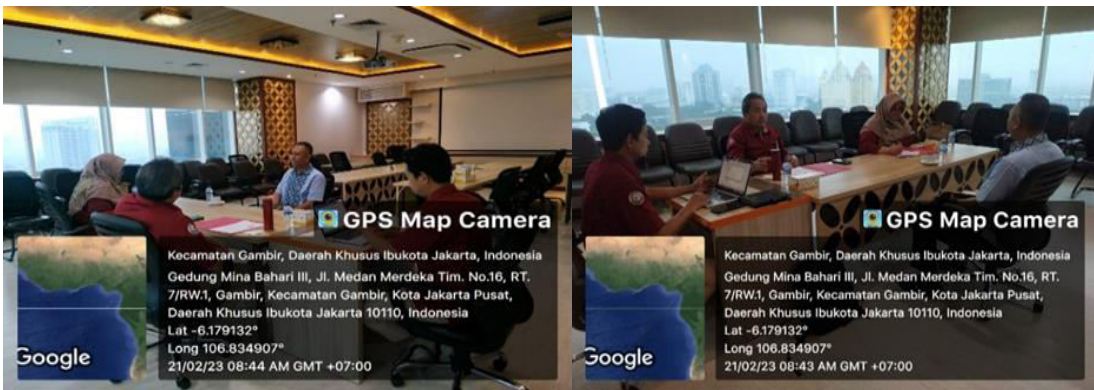 GPS Map Camera
Kecamatan Gambir, Daerah Khusus Ibukota Jakarta, Indonesia
Gedung Mina Bahari III, Jl. Medan Merdeka Tim. No.16, RT.
7/RW.1, Gambir, Kecamatan Gambir, Kota Jakarta Pusat,
Daerah Khusus Ibukota Jakarta 10110, Indonesia
Lat -6.179132°
Long 106.834907°
21/02/23 08:44 AM GMT +07:00
Google
GPS Map Camera
Kecamatan Gambir, Daerah Khusus Ibukota Jakarta, Indonesia
Gedung Mina Bahari III, Jl. Medan Merdeka Tim. No.16, RT.
7/RW.1, Gambir, Kecamatan Gambir, Kota Jakarta Pusat,
Daerah Khusus Ibukota Jakarta 10110, Indonesia
Lat -6.179132°
Long 106.834907°
21/02/23 08:43 AM GMT +07:00
Google